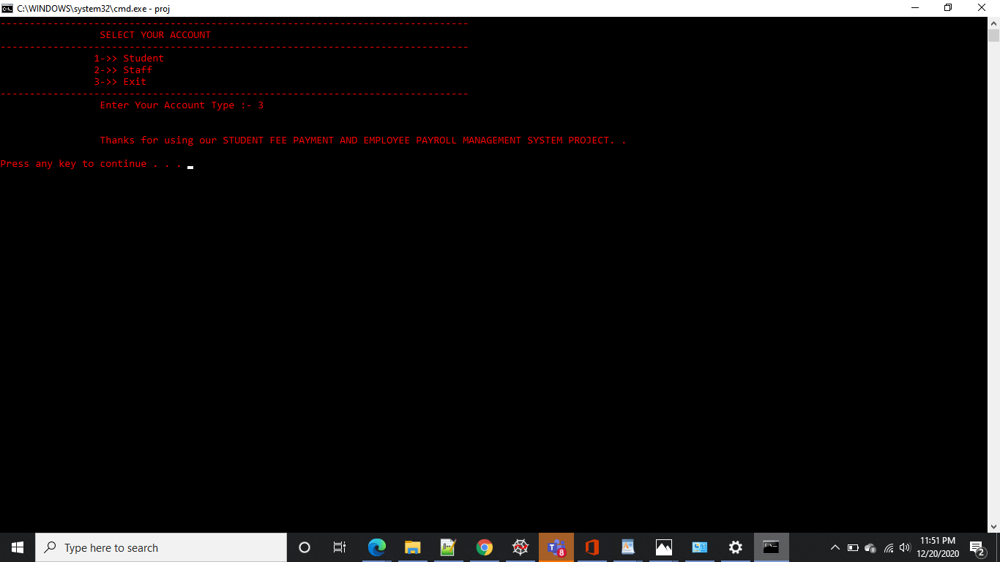 C:\WINDOWS\system32\cmd.exe - proj
--------------------------------------------------------------------------------
SELECT YOUR ACCOUNT
--------------------------------------------------------------------------------
1->> Student
2->> Staff
3->> Exit
--------------------------------------------------------------------------------
Enter Your Account Type :- 3
Thanks for using our STUDENT FEE PAYMENT AND EMPLOYEE PAYROLL MANAGEMENT SYSTEM PROJECT. .
Press any key to continue . . .
Type here to search
8
11:51 PM
12/20/2020
2